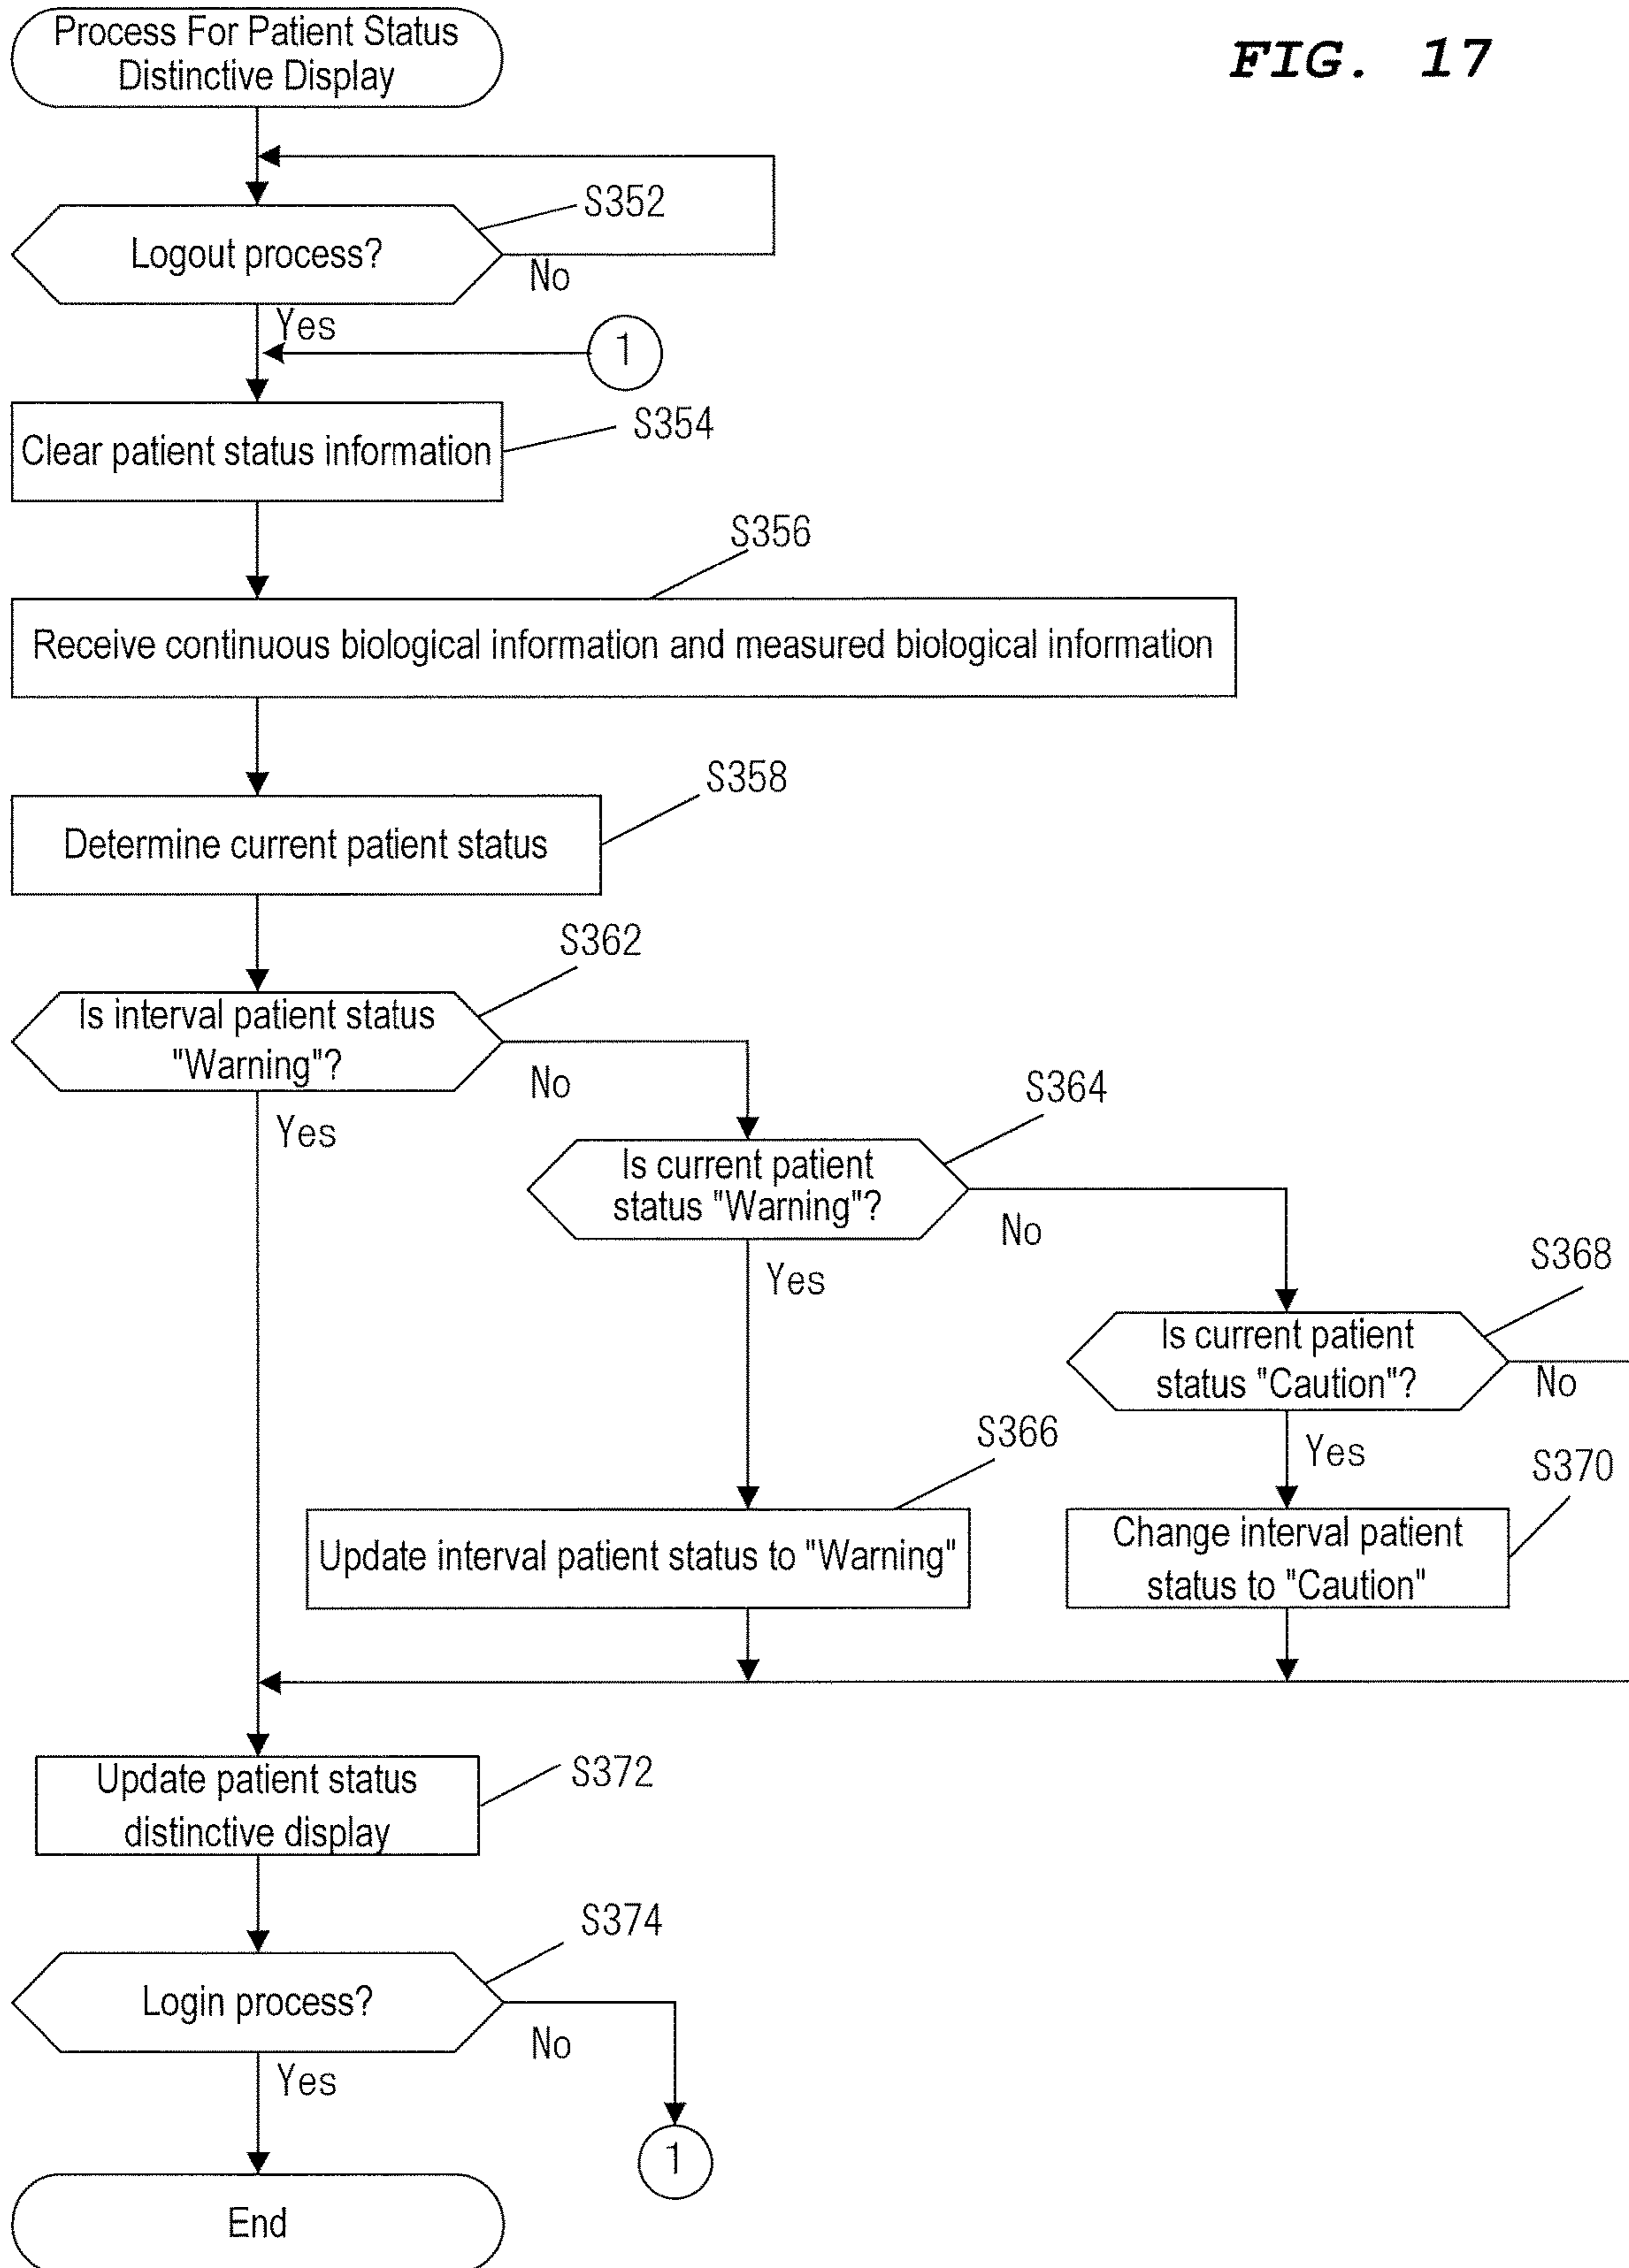 Process For Patient Status
Distinctive Display
FIG. 17
S352
Logout process?
No
Yes
1
S354
Clear patient status information
S356
Receive continuous biological information and measured biological information
S358
Determine current patient status
S362
Is interval patient status
"Warning"?
No
Yes
S364
Is current patient
status "Warning"?
No
Yes
S368
Is current patient
status "Caution"?
No
Yes
S366
Update interval patient status to "Warning"
S370
Change interval patient
status to "Caution"
S372
Update patient status
distinctive display
S374
Login process?
No
Yes
1
End